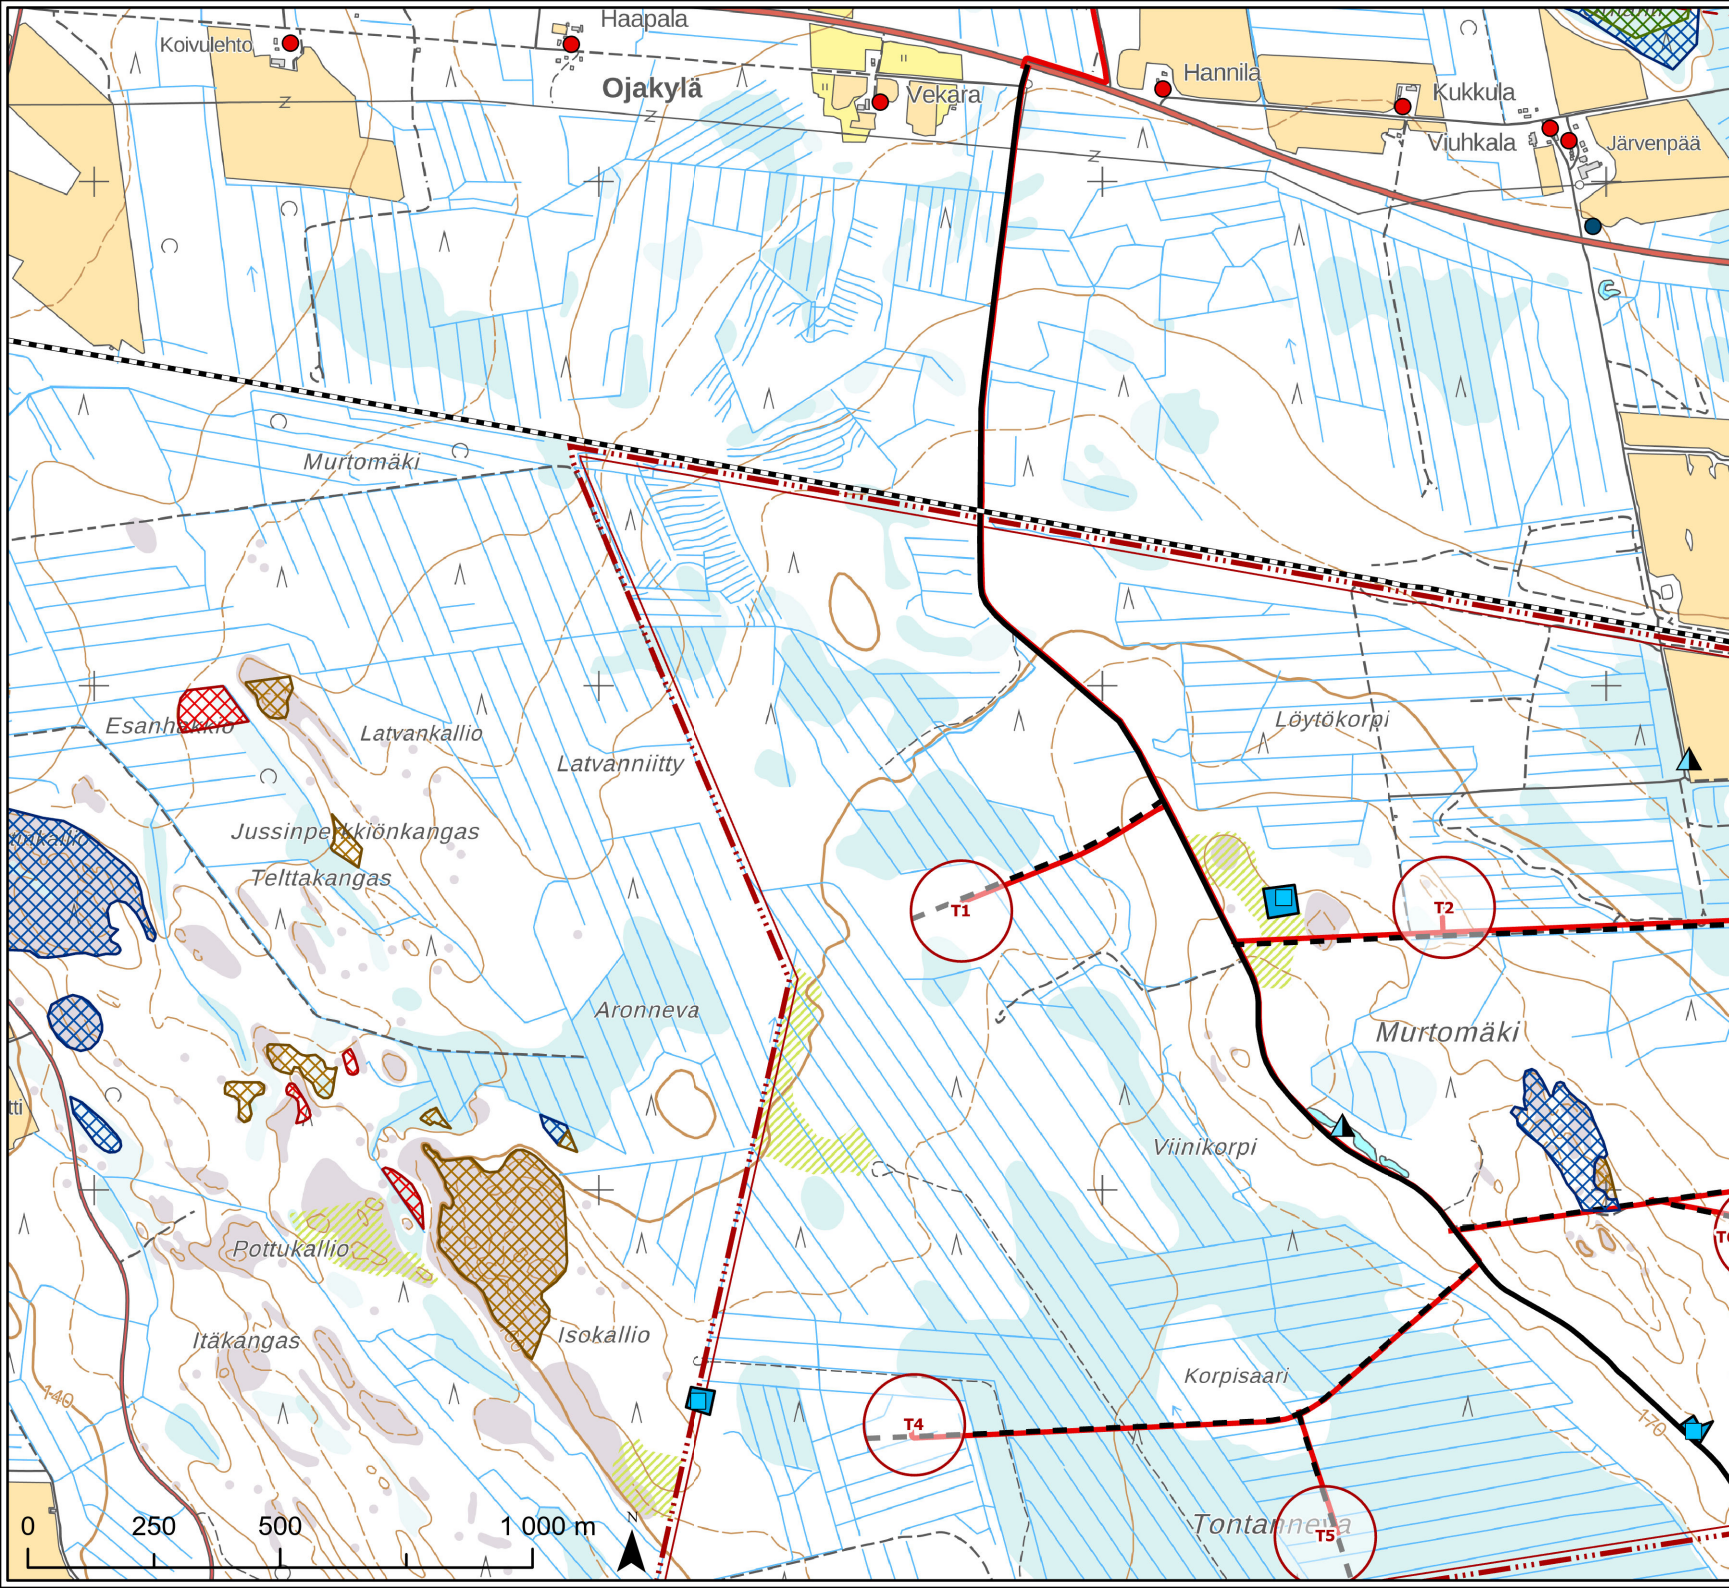 Haapala
Koivulehto
Ojakylä
Vekara
Hannila
Kukkula
Viuhkala
Järvenpää
Z
Z
Z
Murtomäki
Esanhakkio
Latvankallio
Latvanniitty
Löytökorpi
Jussinperkkiönkangas
Telttakangas
T1
T2
Aronneva
Murtomäki
tti
Viinikorpi
Pottukallio
Itäkangas
Isokallio
Korpisaari
140
T4
170
Tontanneva
T5
0 250 500 1 000 m
N